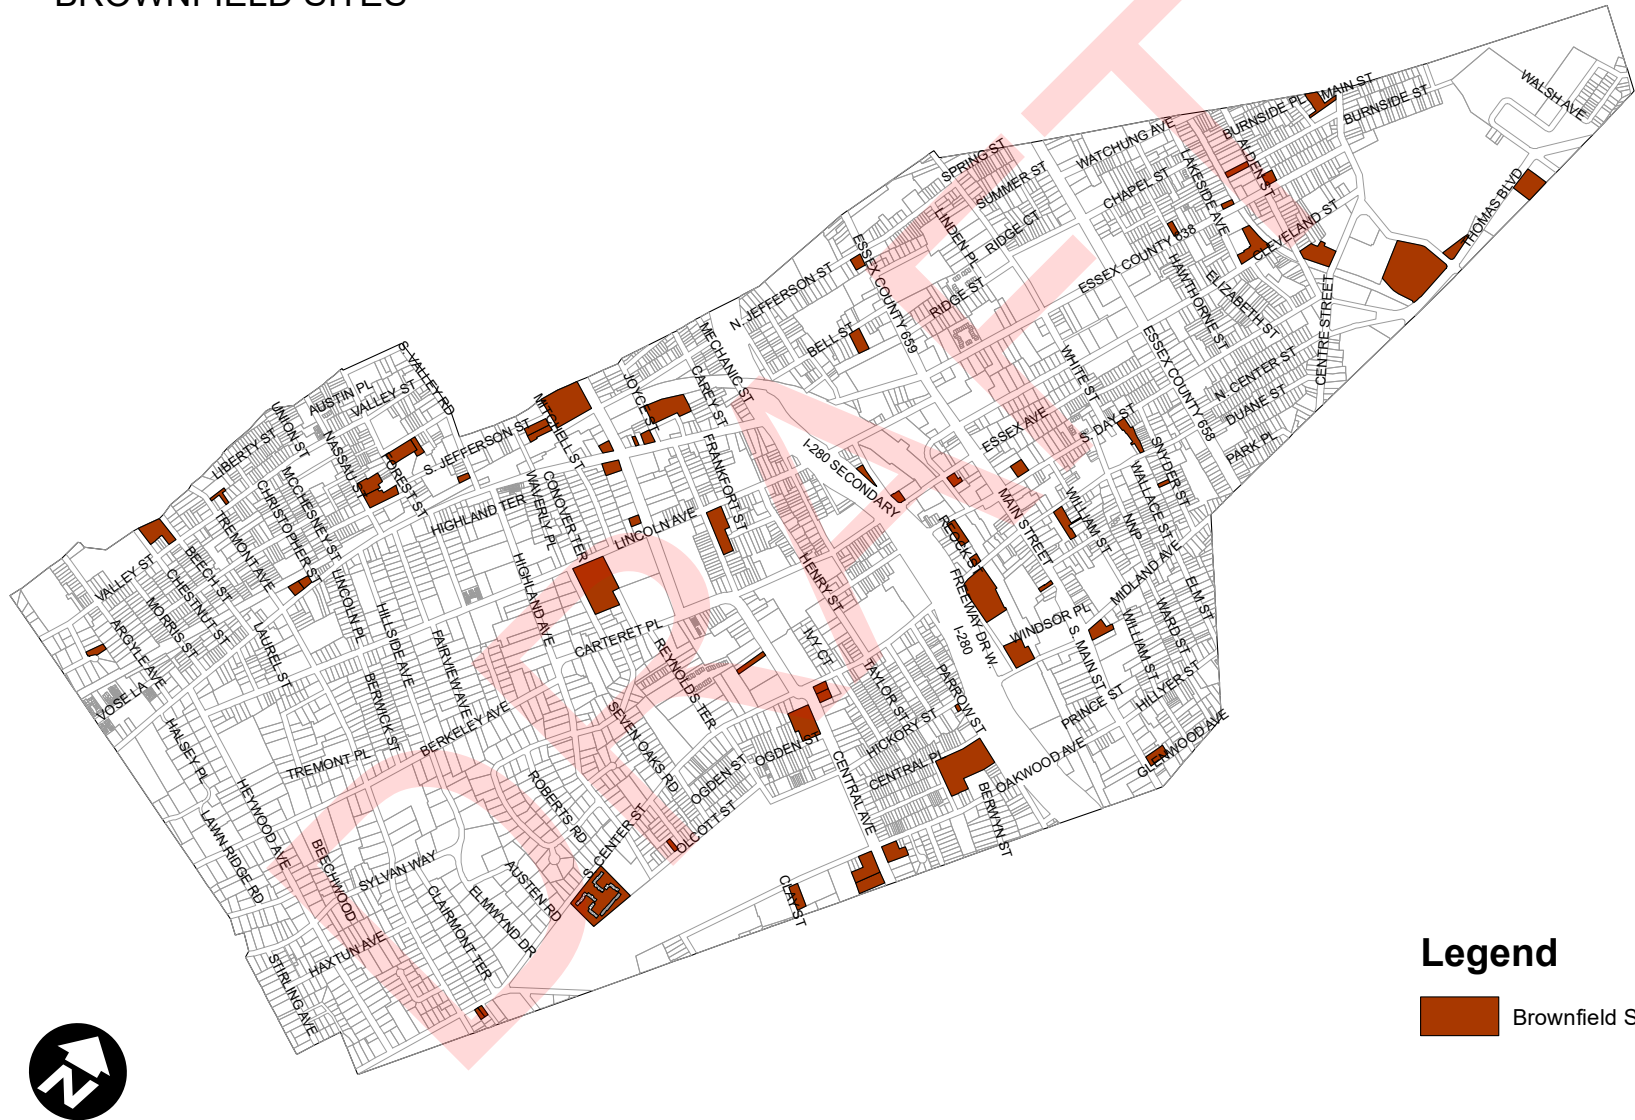 BROWNFIELD SITES
DRAFT
WALSH AVE
MAIN ST
BURNSIDE PL
BURNSIDE ST
WATCHUNG AVE
ALDEN ST
SPRING ST
SUMMER ST
CHAPEL ST
LAKESIDE AVE
THOMAS BLVD
LINDEN PL
RIDGE CT
CLEVELAND ST
ESSEX COUNTY 638
ESSEX COUNTY 659
N. JEFFERSON ST
RIDGE ST
HAWTHORNE ST
ELIZABETH ST
CENTRE STREET
BELL ST
MECHANIC ST
WHITE ST
ESSEX COUNTY 658
N. CENTER ST
DUANE ST
PARK PL
S. VALLEY RD
AUSTIN PL
VALLEY ST
UNION ST
LIBERTY ST
NASSAU ST
FOREST ST
S. JEFFERSON ST
MITCHELL ST
JOYCE ST
CAREY ST
FRANKFORT ST
I-280 SECONDARY
ESSEX AVE
S. DAY ST
SNYDER ST
WALLACE ST
WILLIAM ST
NNIP
MAIN STREET
MIDLAND AVE
MCCHESNEY ST
CHRISTOPHER ST
TREMONT AVE
HIGHLAND TER
WAVERLY PL
CONOVER TER
LINCOLN AVE
HENRY ST
FREEWAY DR W.
I-280
WINDSOR PL
S. MAIN ST
WILLIAM ST
WARD ST
ELM ST
HILLYER ST
PRINCE ST
GLENWOOD AVE
OAKWOOD AVE
VALLEY ST
BEECH ST
CHESTNUT ST
MORRIS ST
ARGYLE AVE
VOSE LA
LAUREL ST
LINCOLN PL
HILLSIDE AVE
FAIRVIEW AVE
HIGHLAND AVE
CARTERET PL
REYNOLDS TER
IVY CT
TAYLOR ST
PARROW ST
HICKORY ST
CENTRAL PL
CENTRAL AVE
BERWYN ST
BERWICK ST
BERKELEY AVE
TREMONT PL
HALSEY PL
HEYWOOD AVE
LAWN RIDGE RD
SEVEN OAKS RD
OGDEN ST
OGDEN ST
OLCOTT ST
S. CENTER ST
ROBERTS RD
AUSTEN RD
ELMWYND DR
SYLVAN WAY
CLAIRMONT TER
BEECHWOOD
HAXTUN AVE
STIRLING AVE
CLAY ST
Legend
Brownfield S
N